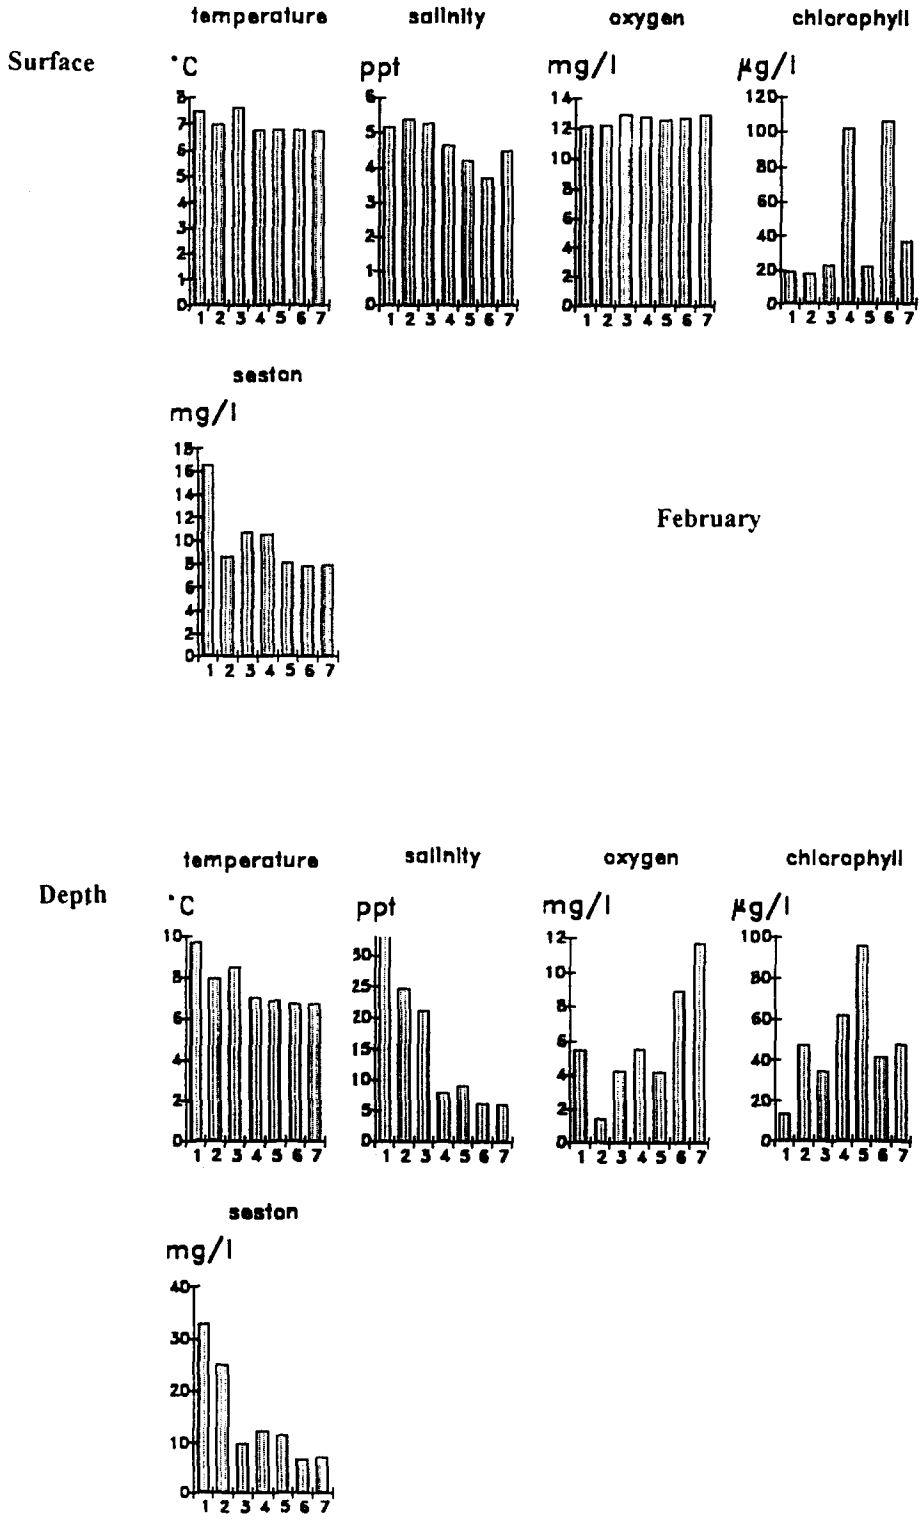 temperature salinity oxygen chlorophyll
Surface
°C ppt mg/l μg/l
8 7 6 5 4 3 2 1 0
1 2 3 4 5 6 7
6 5 4 3 2 1 0
1 2 3 4 5 6 7
14 12 10 8 6 4 2 0
1 2 3 4 5 6 7
120 100 80 60 40 20 0
1 2 3 4 5 6 7
seston
mg/l
18 16 14 12 10 8 6 4 2 0
1 2 3 4 5 6 7
February
temperature salinity oxygen chlorophyll
Depth
°C ppt mg/l μg/l
10 8 6 4 2 0
1 2 3 4 5 6 7
30 25 20 15 10 5 0
1 2 3 4 5 6 7
12 10 8 6 4 2 0
1 2 3 4 5 6 7
100 80 60 40 20 0
1 2 3 4 5 6 7
seston
mg/l
40 30 20 10 0
1 2 3 4 5 6 7